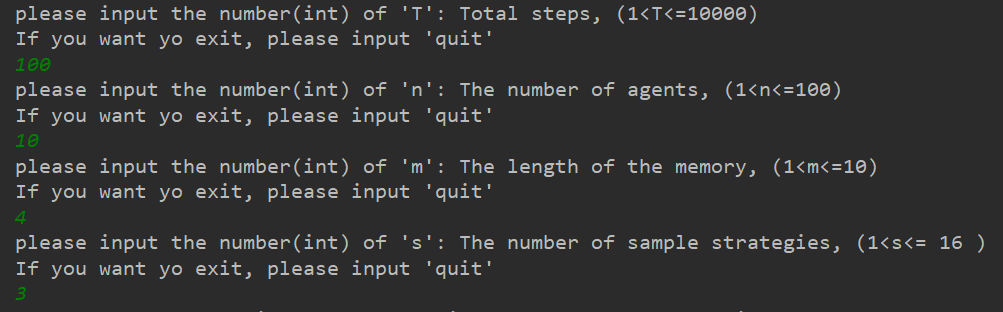 please input the number(int) of 'T': Total steps, (1<T<=10000)
If you want yo exit, please input 'quit'
100
please input the number(int) of 'n': The number of agents, (1<n<=100)
If you want yo exit, please input 'quit'
10
please input the number(int) of 'm': The length of the memory, (1<m<=10)
If you want yo exit, please input 'quit'
4
please input the number(int) of 's': The number of sample strategies, (1<s<= 16 )
If you want yo exit, please input 'quit'
3